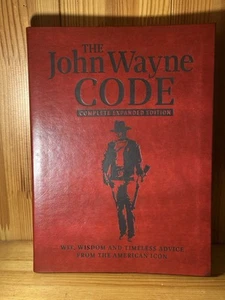 THE
John Wayne
CODE
COMPLETE EXPANDED EDITION
WIT, WISDOM AND TIMELESS ADVICE
FROM THE AMERICAN ICON